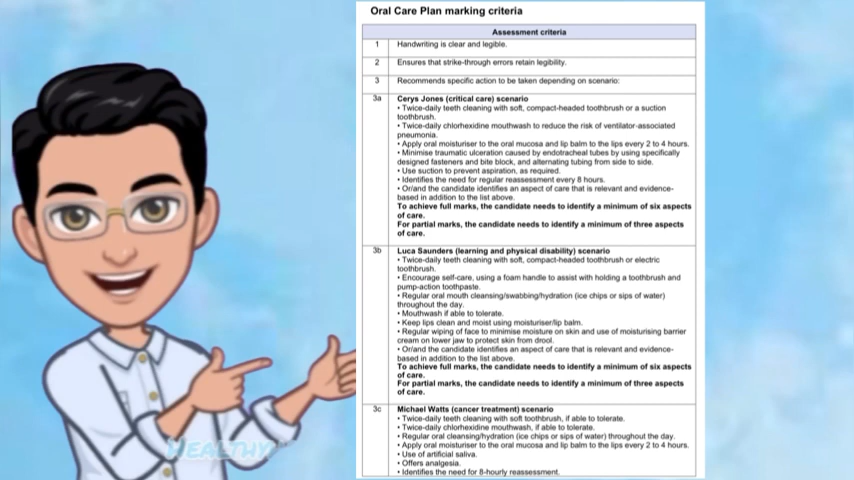 Oral Care Plan marking criteria
Assessment criteria
1 Handwriting is clear and legible.
2 Ensures that strike-through errors retain legibility.
3 Recommends specific action to be taken depending on scenario:
3a Cerys Jones (critical care) scenario
• Twice-daily teeth cleaning with soft, compact-headed toothbrush or a suction
toothbrush.
• Twice-daily chlorhexidine mouthwash to reduce the risk of ventilator-associated
pneumonia.
• Apply oral moisturiser to the oral mucosa and lip balm to the lips every 2 to 4 hours.
• Minimise traumatic ulceration caused by endotracheal tubes by using specifically
designed fasteners and bite block, and alternating tubing from side to side.
• Use suction to prevent aspiration, as required.
• Identifies the need for regular reassessment every 8 hours.
• Or/and the candidate identifies an aspect of care that is relevant and evidence-
based in addition to the list above.
To achieve full marks, the candidate needs to identify a minimum of six aspects
of care.
For partial marks, the candidate needs to identify a minimum of three aspects
of care.
3b Luca Saunders (learning and physical disability) scenario
• Twice-daily teeth cleaning with soft, compact-headed toothbrush or electric
toothbrush.
• Encourage self-care, using a foam handle to assist with holding a toothbrush and
pump-action toothpaste.
• Regular oral mouth cleansing/swabbing/hydration (ice chips or sips of water)
throughout the day.
• Mouthwash if able to tolerate.
• Keep lips clean and moist using moisturiser/lip balm.
• Regular wiping of face to minimise moisture on skin and use of moisturising barrier
cream on lower jaw to protect skin from drool.
• Or/and the candidate identifies an aspect of care that is relevant and evidence-
based in addition to the list above.
To achieve full marks, the candidate needs to identify a minimum of six aspects
of care.
For partial marks, the candidate needs to identify a minimum of three aspects
of care.
3c Michael Watts (cancer treatment) scenario
• Twice-daily teeth cleaning with soft toothbrush, if able to tolerate.
• Twice-daily chlorhexidine mouthwash, if able to tolerate.
• Regular oral cleansing/hydration (ice chips or sips of water) throughout the day.
• Apply oral moisturiser to the oral mucosa and lip balm to the lips every 2 to 4 hours.
• Use of artificial saliva.
• Offers analgesia.
• Identifies the need for 8-hourly reassessment.
HEALTHY